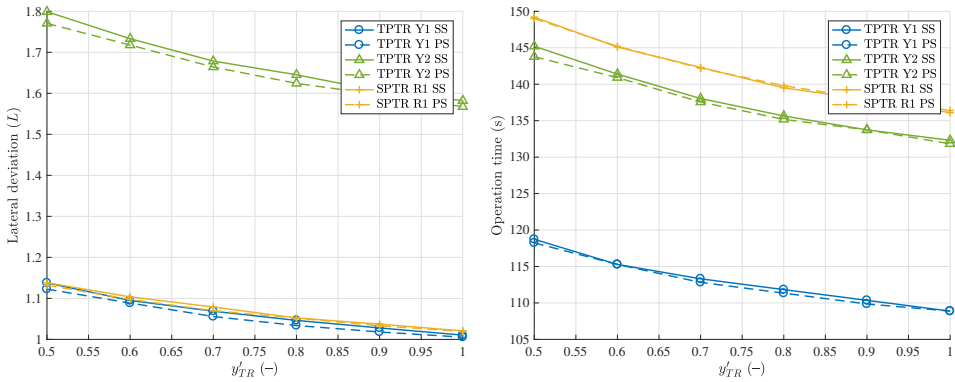 Lateral deviation (L)
1.8
1.7
1.6
1.5
1.4
1.3
1.2
1.1
1
0.5 0.55 0.6 0.65 0.7 0.75 0.8 0.85 0.9 0.95 1
y′TR (–)
TPTR Y1 SS
TPTR Y1 PS
TPTR Y2 SS
TPTR Y2 PS
SPTR R1 SS
SPTR R1 PS
Operation time (s)
150
145
140
135
130
125
120
115
110
105
0.5 0.55 0.6 0.65 0.7 0.75 0.8 0.85 0.9 0.95 1
y′TR (–)
TPTR Y1 SS
TPTR Y1 PS
TPTR Y2 SS
TPTR Y2 PS
SPTR R1 SS
SPTR R1 PS